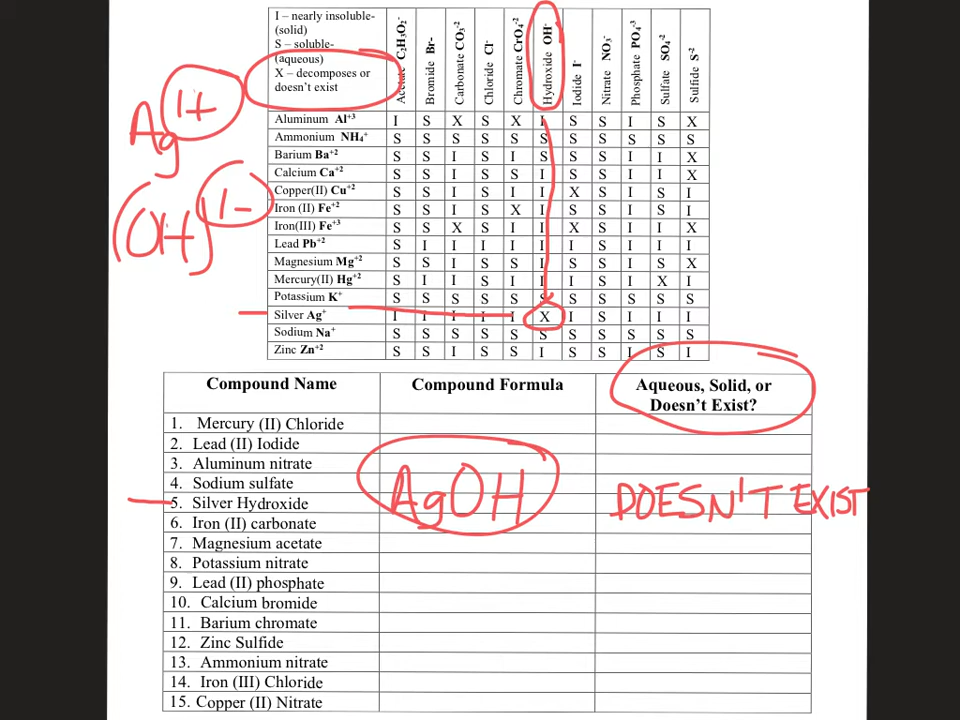 I – nearly insoluble-
(solid)
S – soluble-
(aqueous)
X – decomposes or
doesn't exist
Acetate C₂H₃O₂⁻
Bromide Br-
Carbonate CO₃⁻²
Chloride Cl⁻
Chromate CrO₄⁻²
Hydroxide OH⁻
Iodide I⁻
Nitrate NO₃⁻
Phosphate PO₄⁻³
Sulfate SO₄⁻²
Sulfide S⁻²
Aluminum Al⁺³ I S X S X I S S I S X
Ammonium NH₄⁺ S S S S S S S S S S S
Barium Ba⁺² S S I S I S S S I I X
Calcium Ca⁺² S S I S S I S S I I X
Copper(II) Cu⁺² S S I S I I X S I S I
Iron (II) Fe⁺² S S I S X I S S I S I
Iron(III) Fe⁺³ S S X S I I X S I I X
Lead Pb⁺² S I I I I I I S I I I
Magnesium Mg⁺² S S I S S I S S I S X
Mercury(II) Hg⁺² S I I S I I I S I X I
Potassium K⁺ S S S S S S S S S S S
Silver Ag⁺ I I I I I X I S I I I
Sodium Na⁺ S S S S S S S S S S S
Zinc Zn⁺² S S I S S I S S I S I
Ag 1+
(OH) 1-
Compound Name Compound Formula Aqueous, Solid, or
Doesn't Exist?
1. Mercury (II) Chloride
2. Lead (II) Iodide
3. Aluminum nitrate
4. Sodium sulfate
5. Silver Hydroxide AgOH DOESN'T EXIST
6. Iron (II) carbonate
7. Magnesium acetate
8. Potassium nitrate
9. Lead (II) phosphate
10. Calcium bromide
11. Barium chromate
12. Zinc Sulfide
13. Ammonium nitrate
14. Iron (III) Chloride
15. Copper (II) Nitrate